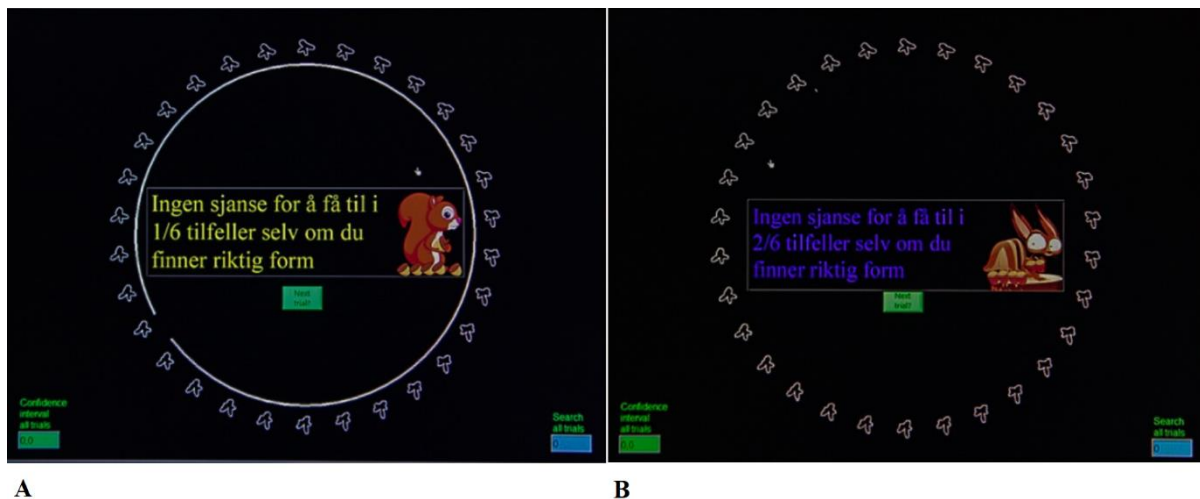 Ingen sjanse for å få til i
1/6 tilfeller selv om du
finner riktig form
Next
trial?
Confidence
interval
all trials
0,0
Search
all trials
0
A
Ingen sjanse for å få til i
2/6 tilfeller selv om du
finner riktig form
Next
trial?
Confidence
interval
all trials
0,0
Search
all trials
0
B